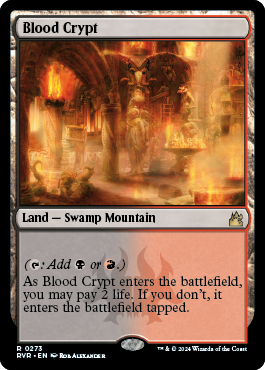 Blood Crypt
Land — Swamp Mountain
(: Add or .)
As Blood Crypt enters the battlefield,
you may pay 2 life. If you don't, it
enters the battlefield tapped.
R 0273
RVR • EN Rob Alexander
™ & © 2024 Wizards of the Coast